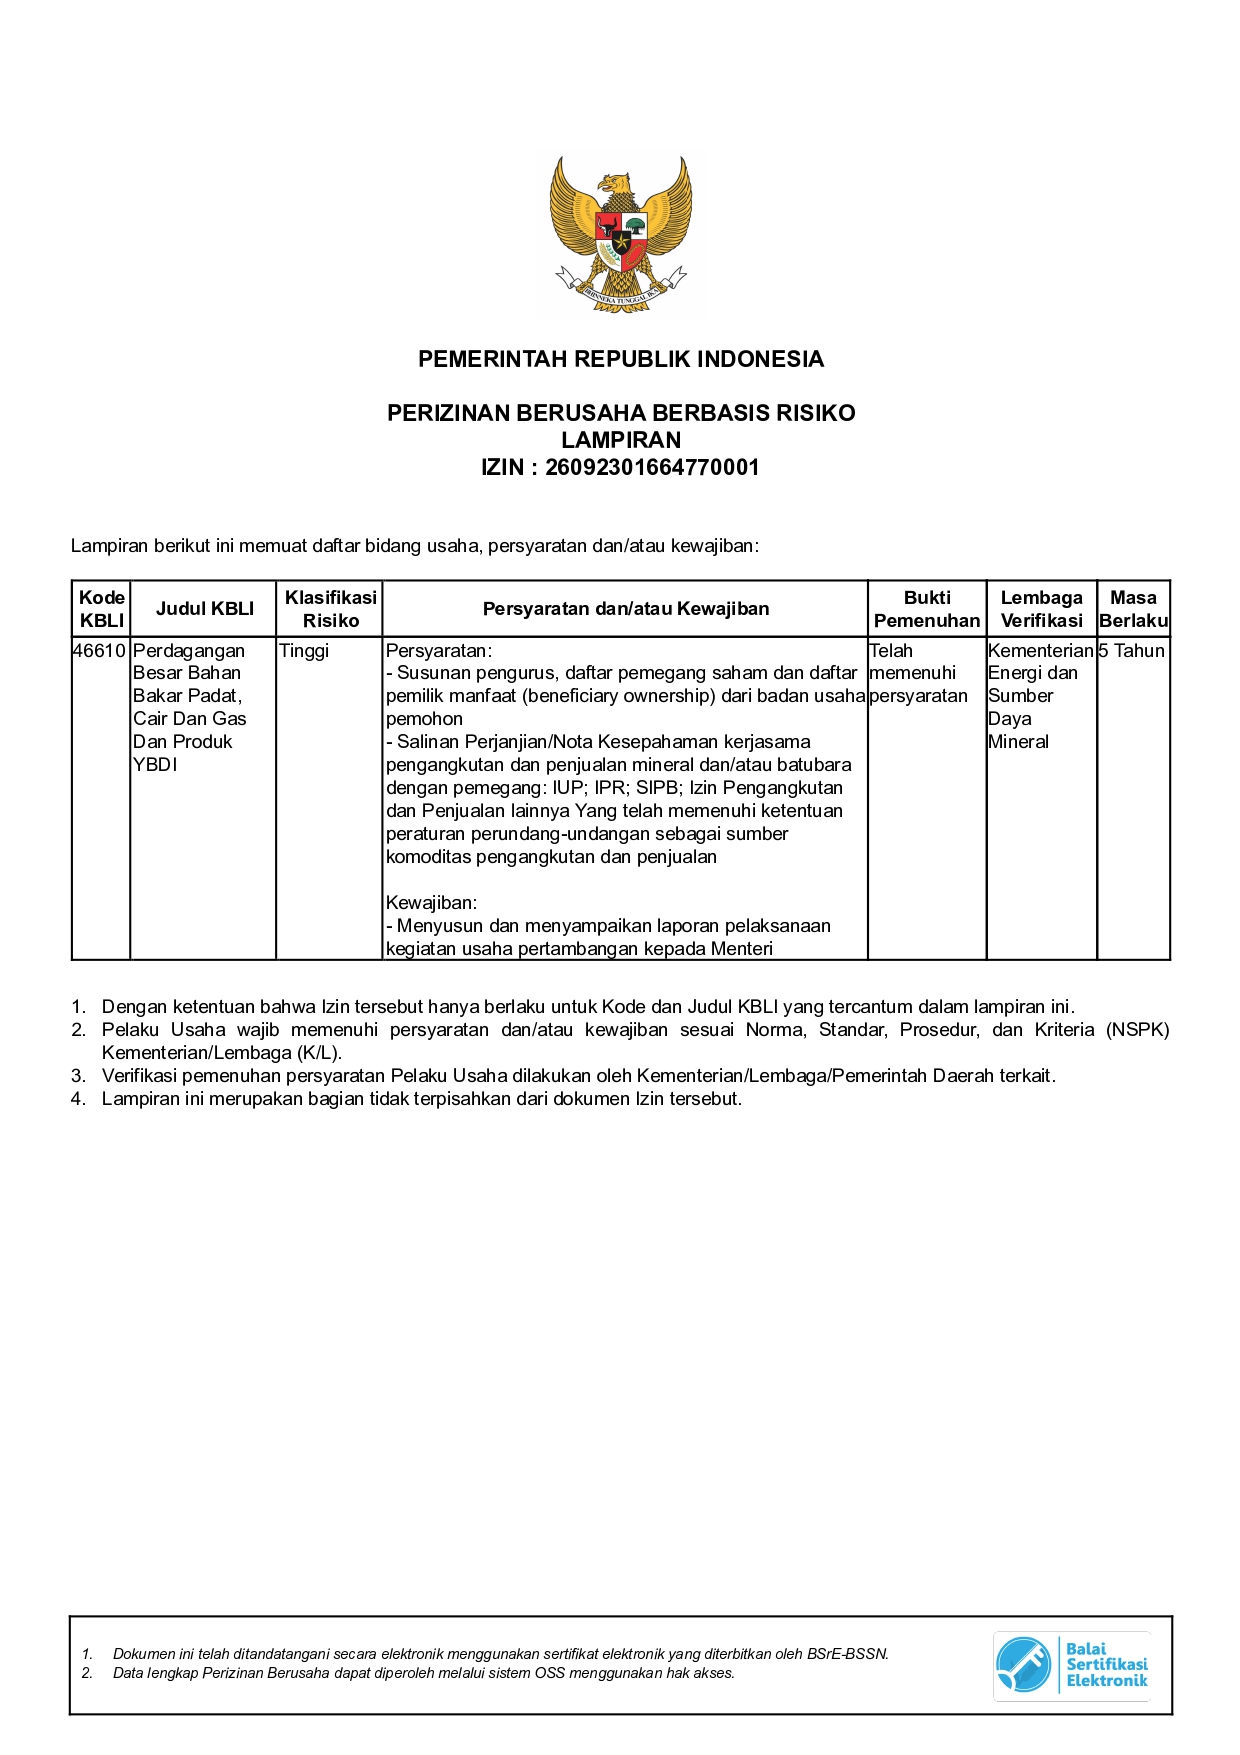 BHINNEKA TUNGGAL IKA
PEMERINTAH REPUBLIK INDONESIA
PERIZINAN BERUSAHA BERBASIS RISIKO
LAMPIRAN
IZIN : 26092301664770001
Lampiran berikut ini memuat daftar bidang usaha, persyaratan dan/atau kewajiban:
Kode KBLI
Judul KBLI
Klasifikasi Risiko
Persyaratan dan/atau Kewajiban
Bukti Pemenuhan
Lembaga Verifikasi
Masa Berlaku
46610
Perdagangan
Besar Bahan
Bakar Padat,
Cair Dan Gas
Dan Produk
YBDI
Tinggi
Persyaratan:
- Susunan pengurus, daftar pemegang saham dan daftar
pemilik manfaat (beneficiary ownership) dari badan usaha
pemohon
- Salinan Perjanjian/Nota Kesepahaman kerjasama
pengangkutan dan penjualan mineral dan/atau batubara
dengan pemegang: IUP; IPR; SIPB; Izin Pengangkutan
dan Penjualan lainnya Yang telah memenuhi ketentuan
peraturan perundang-undangan sebagai sumber
komoditas pengangkutan dan penjualan
Kewajiban:
- Menyusun dan menyampaikan laporan pelaksanaan
kegiatan usaha pertambangan kepada Menteri
Telah
memenuhi
persyaratan
Kementerian
Energi dan
Sumber
Daya
Mineral
5 Tahun
1. Dengan ketentuan bahwa Izin tersebut hanya berlaku untuk Kode dan Judul KBLI yang tercantum dalam lampiran ini.
2. Pelaku Usaha wajib memenuhi persyaratan dan/atau kewajiban sesuai Norma, Standar, Prosedur, dan Kriteria (NSPK)
Kementerian/Lembaga (K/L).
3. Verifikasi pemenuhan persyaratan Pelaku Usaha dilakukan oleh Kementerian/Lembaga/Pemerintah Daerah terkait.
4. Lampiran ini merupakan bagian tidak terpisahkan dari dokumen Izin tersebut.
1. Dokumen ini telah ditandatangani secara elektronik menggunakan sertifikat elektronik yang diterbitkan oleh BSrE-BSSN.
2. Data lengkap Perizinan Berusaha dapat diperoleh melalui sistem OSS menggunakan hak akses.
Balai
Sertifikasi
Elektronik